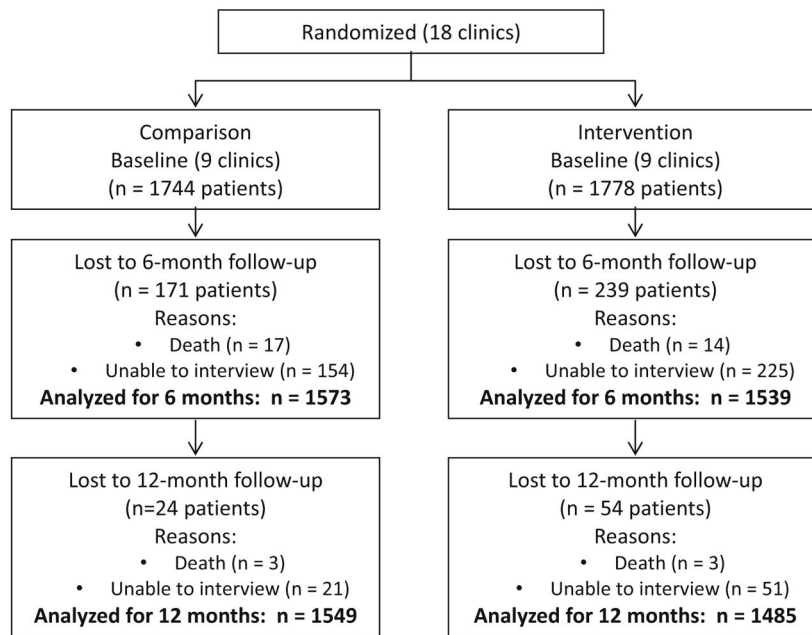 Randomized (18 clinics)
Comparison
Baseline (9 clinics)
(n = 1744 patients)
Intervention
Baseline (9 clinics)
(n = 1778 patients)
Lost to 6-month follow-up
(n = 171 patients)
Reasons:
• Death (n = 17)
• Unable to interview (n = 154)
Analyzed for 6 months:  n = 1573
Lost to 6-month follow-up
(n = 239 patients)
Reasons:
• Death (n = 14)
• Unable to interview (n = 225)
Analyzed for 6 months:  n = 1539
Lost to 12-month follow-up
(n=24 patients)
Reasons:
• Death (n = 3)
• Unable to interview (n = 21)
Analyzed for 12 months:  n = 1549
Lost to 12-month follow-up
(n = 54 patients)
Reasons:
• Death (n = 3)
• Unable to interview (n = 51)
Analyzed for 12 months:  n = 1485